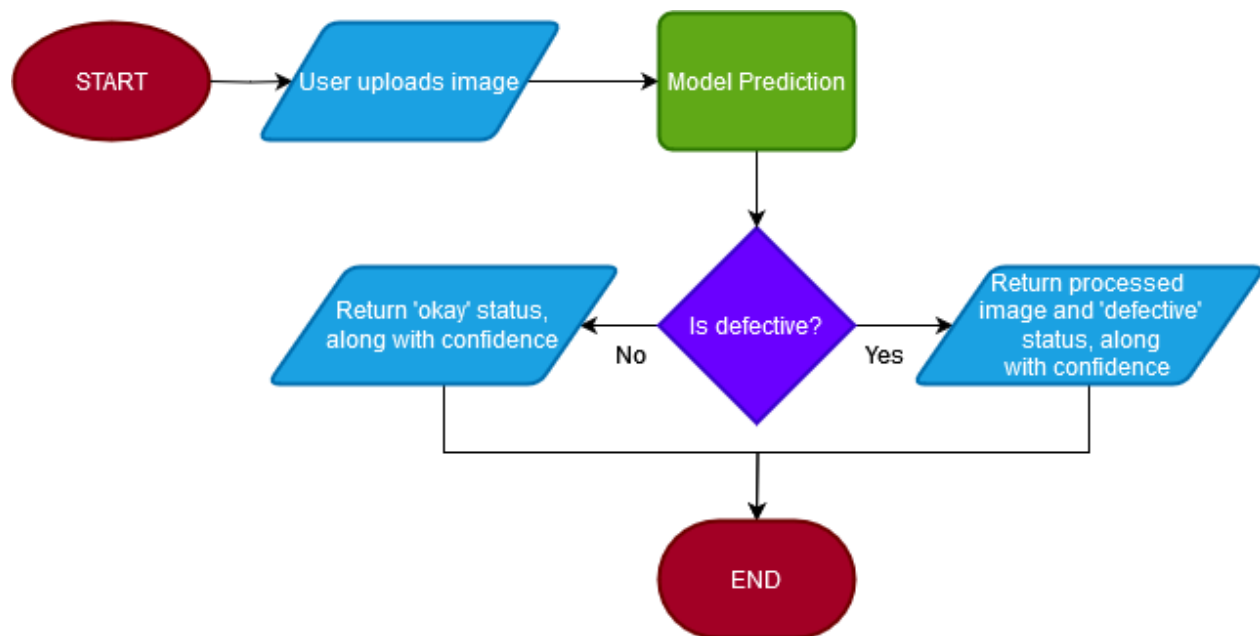 START
User uploads image
Model Prediction
Is defective?
No
Yes
Return 'okay' status,
along with confidence
Return processed
image and 'defective'
status, along
with confidence
END